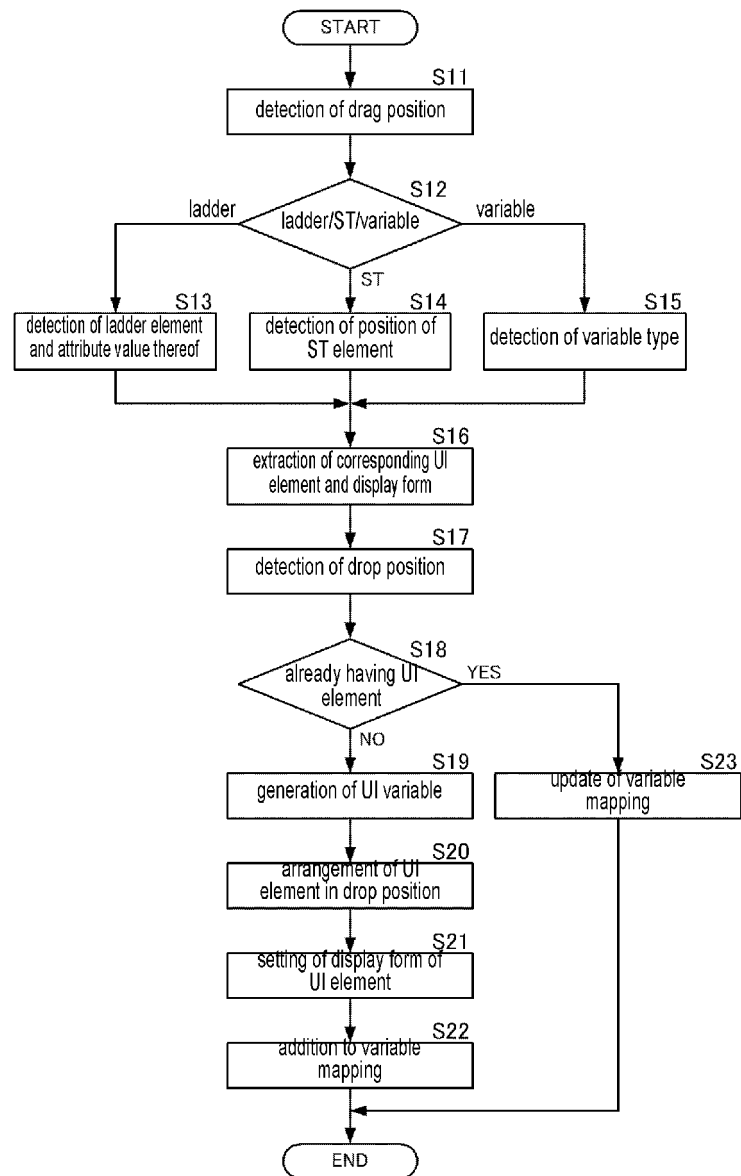 START
S11
detection of drag position
S12
ladder
ladder/ST/variable
variable
ST
S13
detection of ladder element
and attribute value thereof
S14
detection of position of
ST element
S15
detection of variable type
S16
extraction of corresponding UI
element and display form
S17
detection of drop position
S18
already having UI
element
YES
NO
S19
generation of UI variable
S23
update of variable
mapping
S20
arrangement of UI
element in drop position
S21
setting of display form of
UI element
S22
addition to variable
mapping
END